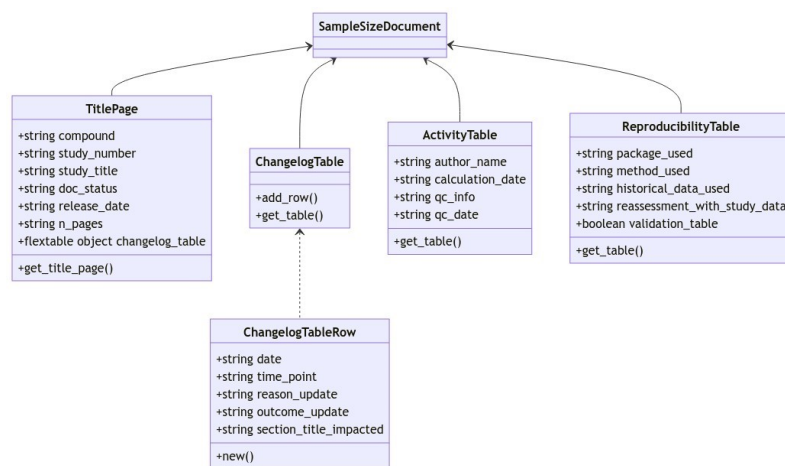 SampleSizeDocument
TitlePage
+string compound
+string study_number
+string study_title
+string doc_status
+string release_date
+string n_pages
+flextable object changelog_table
+get_title_page()
ChangelogTable
+add_row()
+get_table()
ActivityTable
+string author_name
+string calculation_date
+string qc_info
+string qc_date
+get_table()
ReproducibilityTable
+string package_used
+string method_used
+string historical_data_used
+string reassessment_with_study_data
+boolean validation_table
+get_table()
ChangelogTableRow
+string date
+string time_point
+string reason_update
+string outcome_update
+string section_title_impacted
+new()